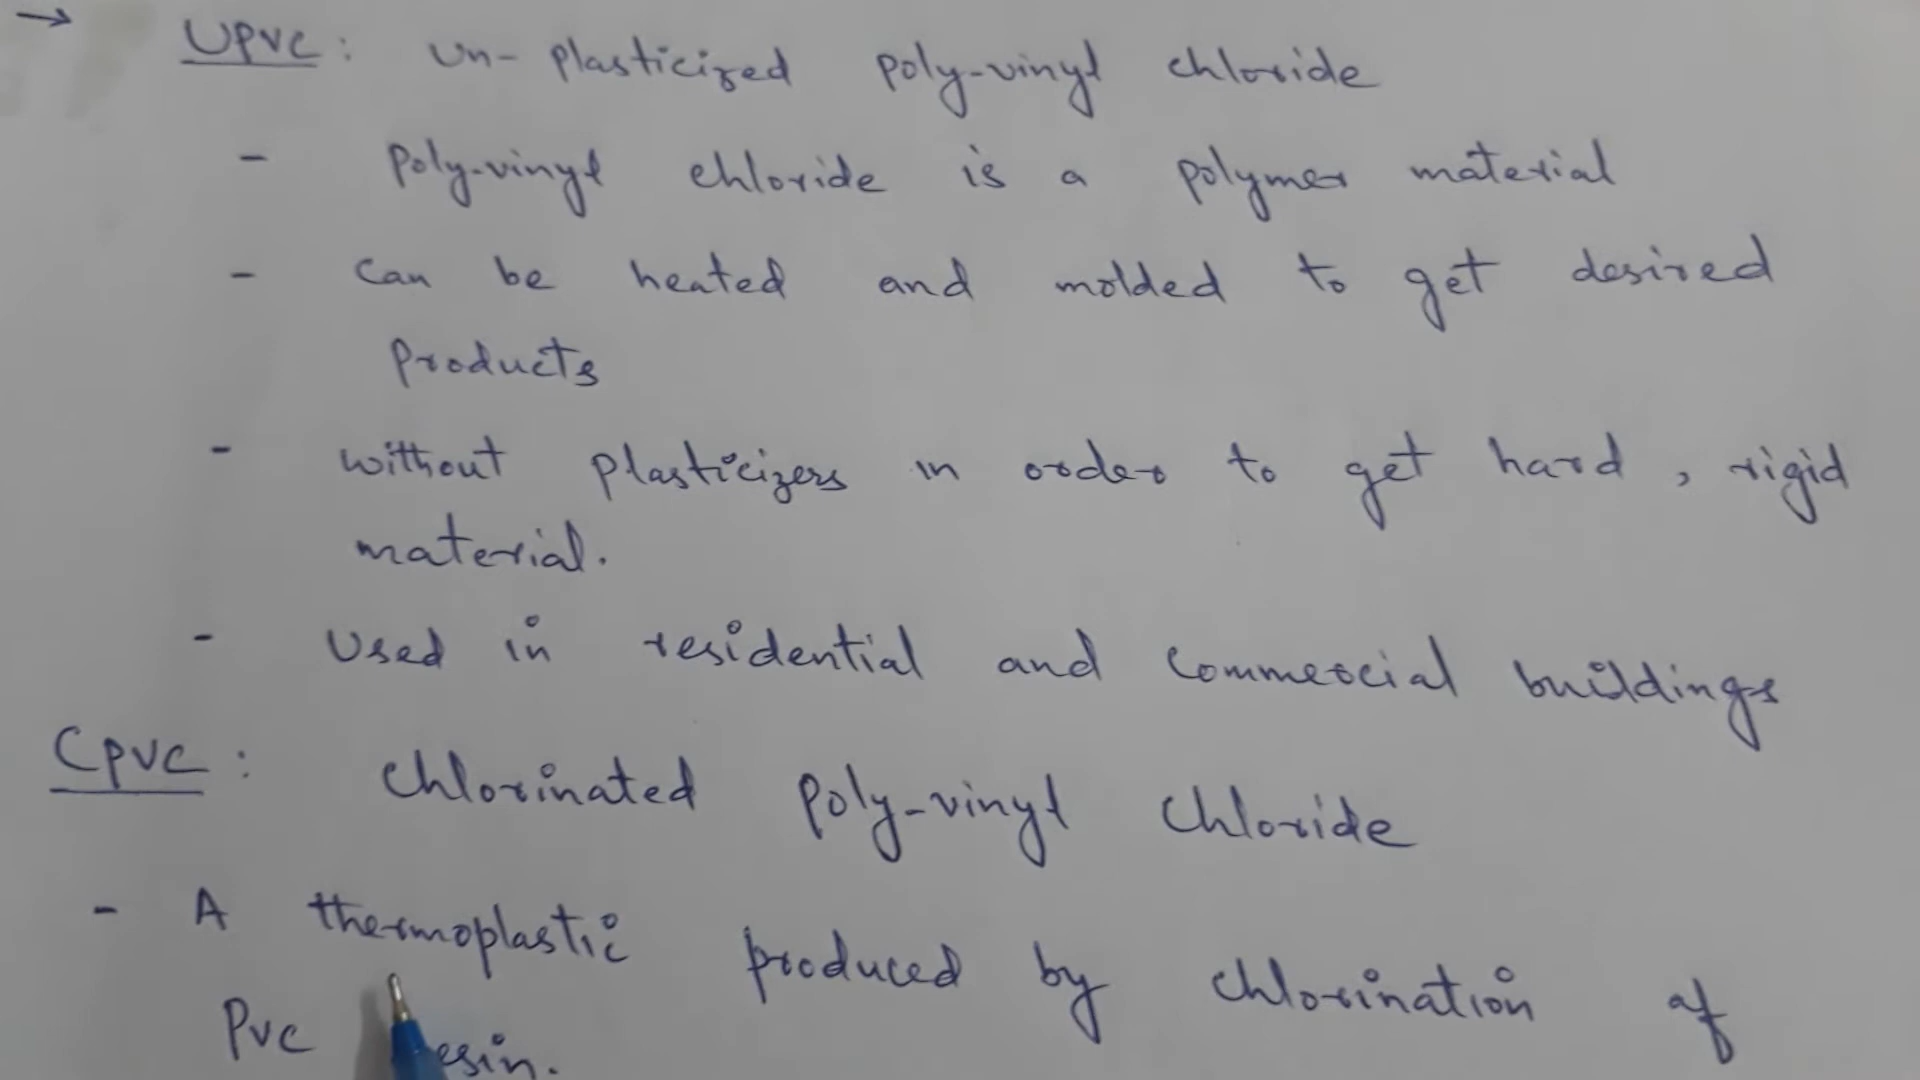 → UPVC : Un-plasticized poly-vinyl chloride
- Poly-vinyl chloride is a polymer material
- Can be heated and molded to get desired
products
- without plasticizers in order to get hard, rigid
material.
- Used in residential and commercial buildings
CPVC : Chlorinated Poly-vinyl Chloride
- A thermoplastic produced by chlorination of
PVC esin.